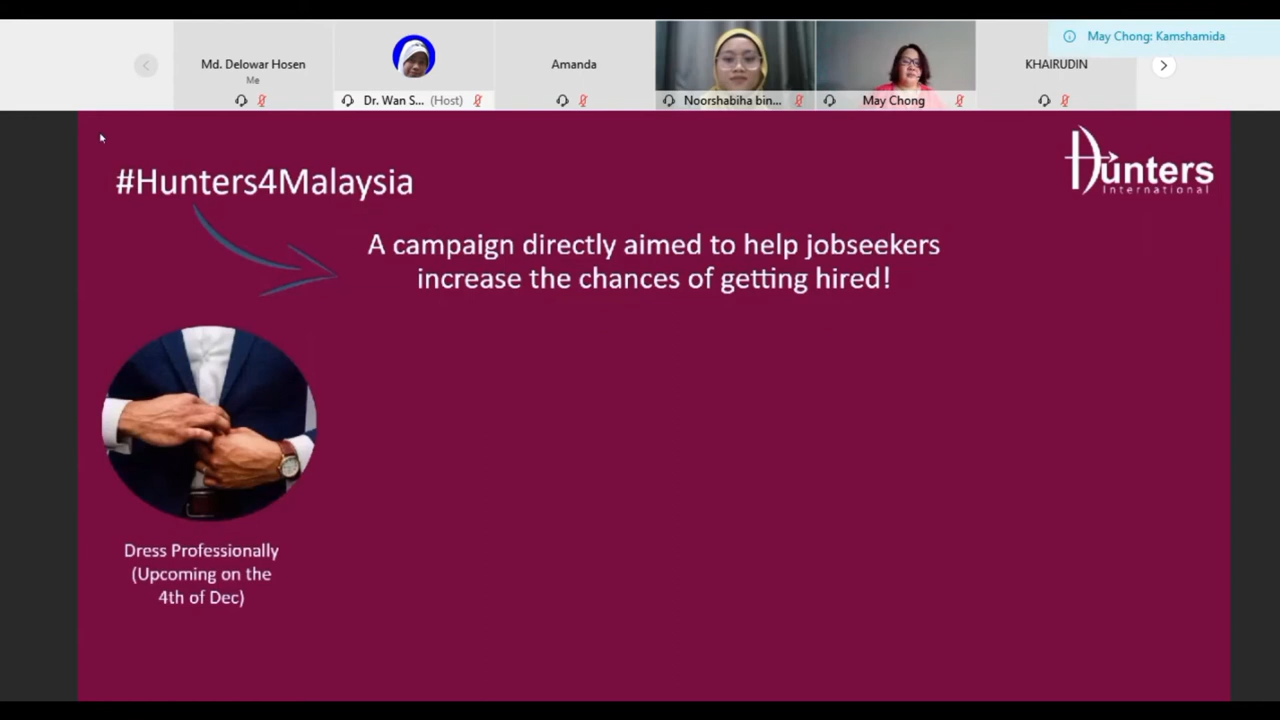 May Chong: Kamshamida
Md. Delowar Hosen
Me
Dr. Wan S... (Host)
Amanda
Noorshabiha bin...
May Chong
KHAIRUDIN
#Hunters4Malaysia
Hunters
International
A campaign directly aimed to help jobseekers
increase the chances of getting hired!
Dress Professionally
(Upcoming on the
4th of Dec)